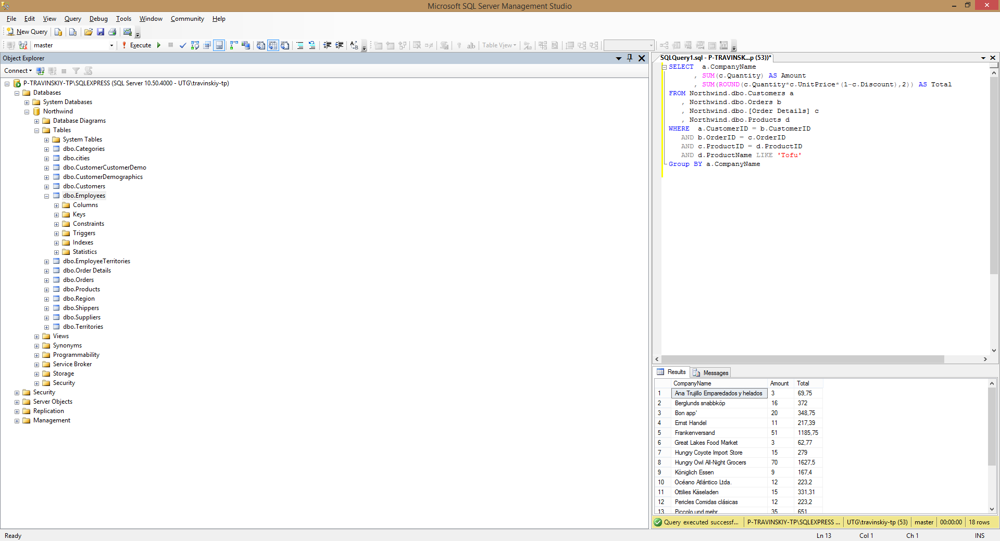 Microsoft SQL Server Management Studio
File Edit View Query Debug Tools Window Community Help
New Query
master Execute Table View
Object Explorer
Connect
P-TRAVINSKIY-TP\SQLEXPRESS (SQL Server 10.50.4000 - UTG\travinskiy-tp)
Databases
System Databases
Northwind
Database Diagrams
Tables
System Tables
dbo.Categories
dbo.cities
dbo.CustomerCustomerDemo
dbo.CustomerDemographics
dbo.Customers
dbo.Employees
Columns
Keys
Constraints
Triggers
Indexes
Statistics
dbo.EmployeeTerritories
dbo.Order Details
dbo.Orders
dbo.Products
dbo.Region
dbo.Shippers
dbo.Suppliers
dbo.Territories
Views
Synonyms
Programmability
Service Broker
Storage
Security
Security
Server Objects
Replication
Management
SQLQuery1.sql - P-TRAVINSK...p (53))*
SELECT a.CompanyName
, SUM(c.Quantity) AS Amount
, SUM(ROUND(c.Quantity*c.UnitPrice*(1-c.Discount),2)) AS Total
FROM Northwind.dbo.Customers a
, Northwind.dbo.Orders b
, Northwind.dbo.[Order Details] c
, Northwind.dbo.Products d
WHERE a.CustomerID = b.CustomerID
AND b.OrderID = c.OrderID
AND c.ProductID = d.ProductID
AND d.ProductName LIKE 'Tofu'
Group BY a.CompanyName
Results Messages
CompanyName Amount Total
1 Ana Trujillo Emparedados y helados 3 69,75
2 Berglunds snabbköp 16 372
3 Bon app' 20 348,75
4 Ernst Handel 11 217,39
5 Frankenversand 51 1185,75
6 Great Lakes Food Market 3 62,77
7 Hungry Coyote Import Store 15 279
8 Hungry Owl All-Night Grocers 70 1627,5
9 Königlich Essen 9 167,4
10 Océano Atlántico Ltda. 12 223,2
11 Ottilies Käseladen 15 331,31
12 Pericles Comidas clásicas 12 223,2
13 Piccolo und mehr 35 651
Query executed successf... P-TRAVINSKIY-TP\SQLEXPRESS ... UTG\travinskiy-tp (53) master 00:00:00 18 rows
Ready Ln 13 Col 1 Ch 1 INS